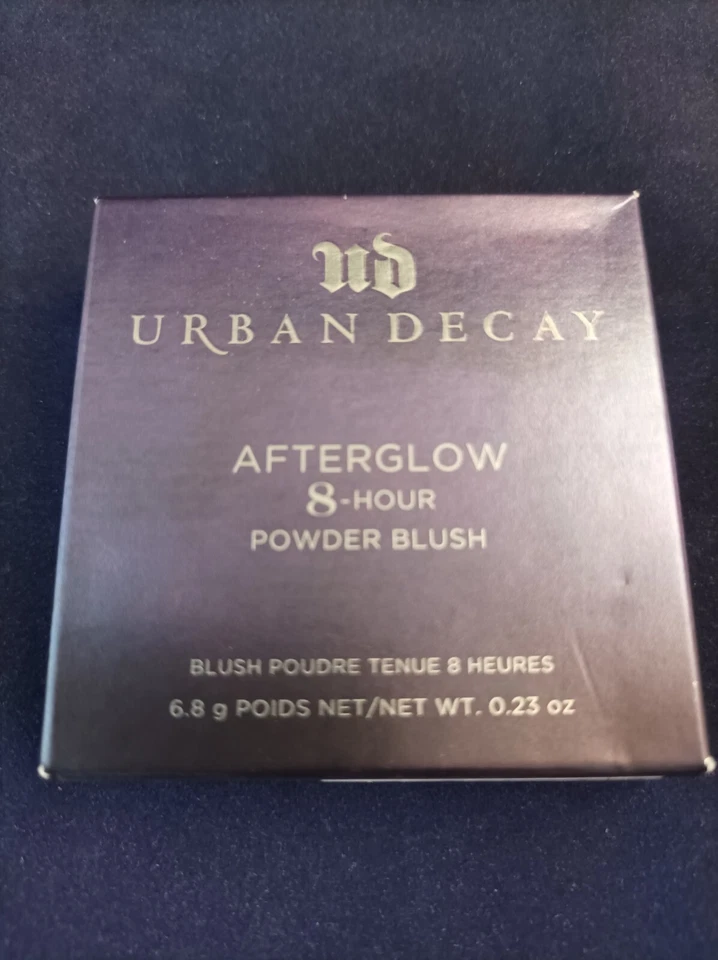 UD
URBAN DECAY
AFTERGLOW
8-HOUR
POWDER BLUSH
BLUSH POUDRE TENUE 8 HEURES
6.8 g POIDS NET/NET WT. 0.23 oz